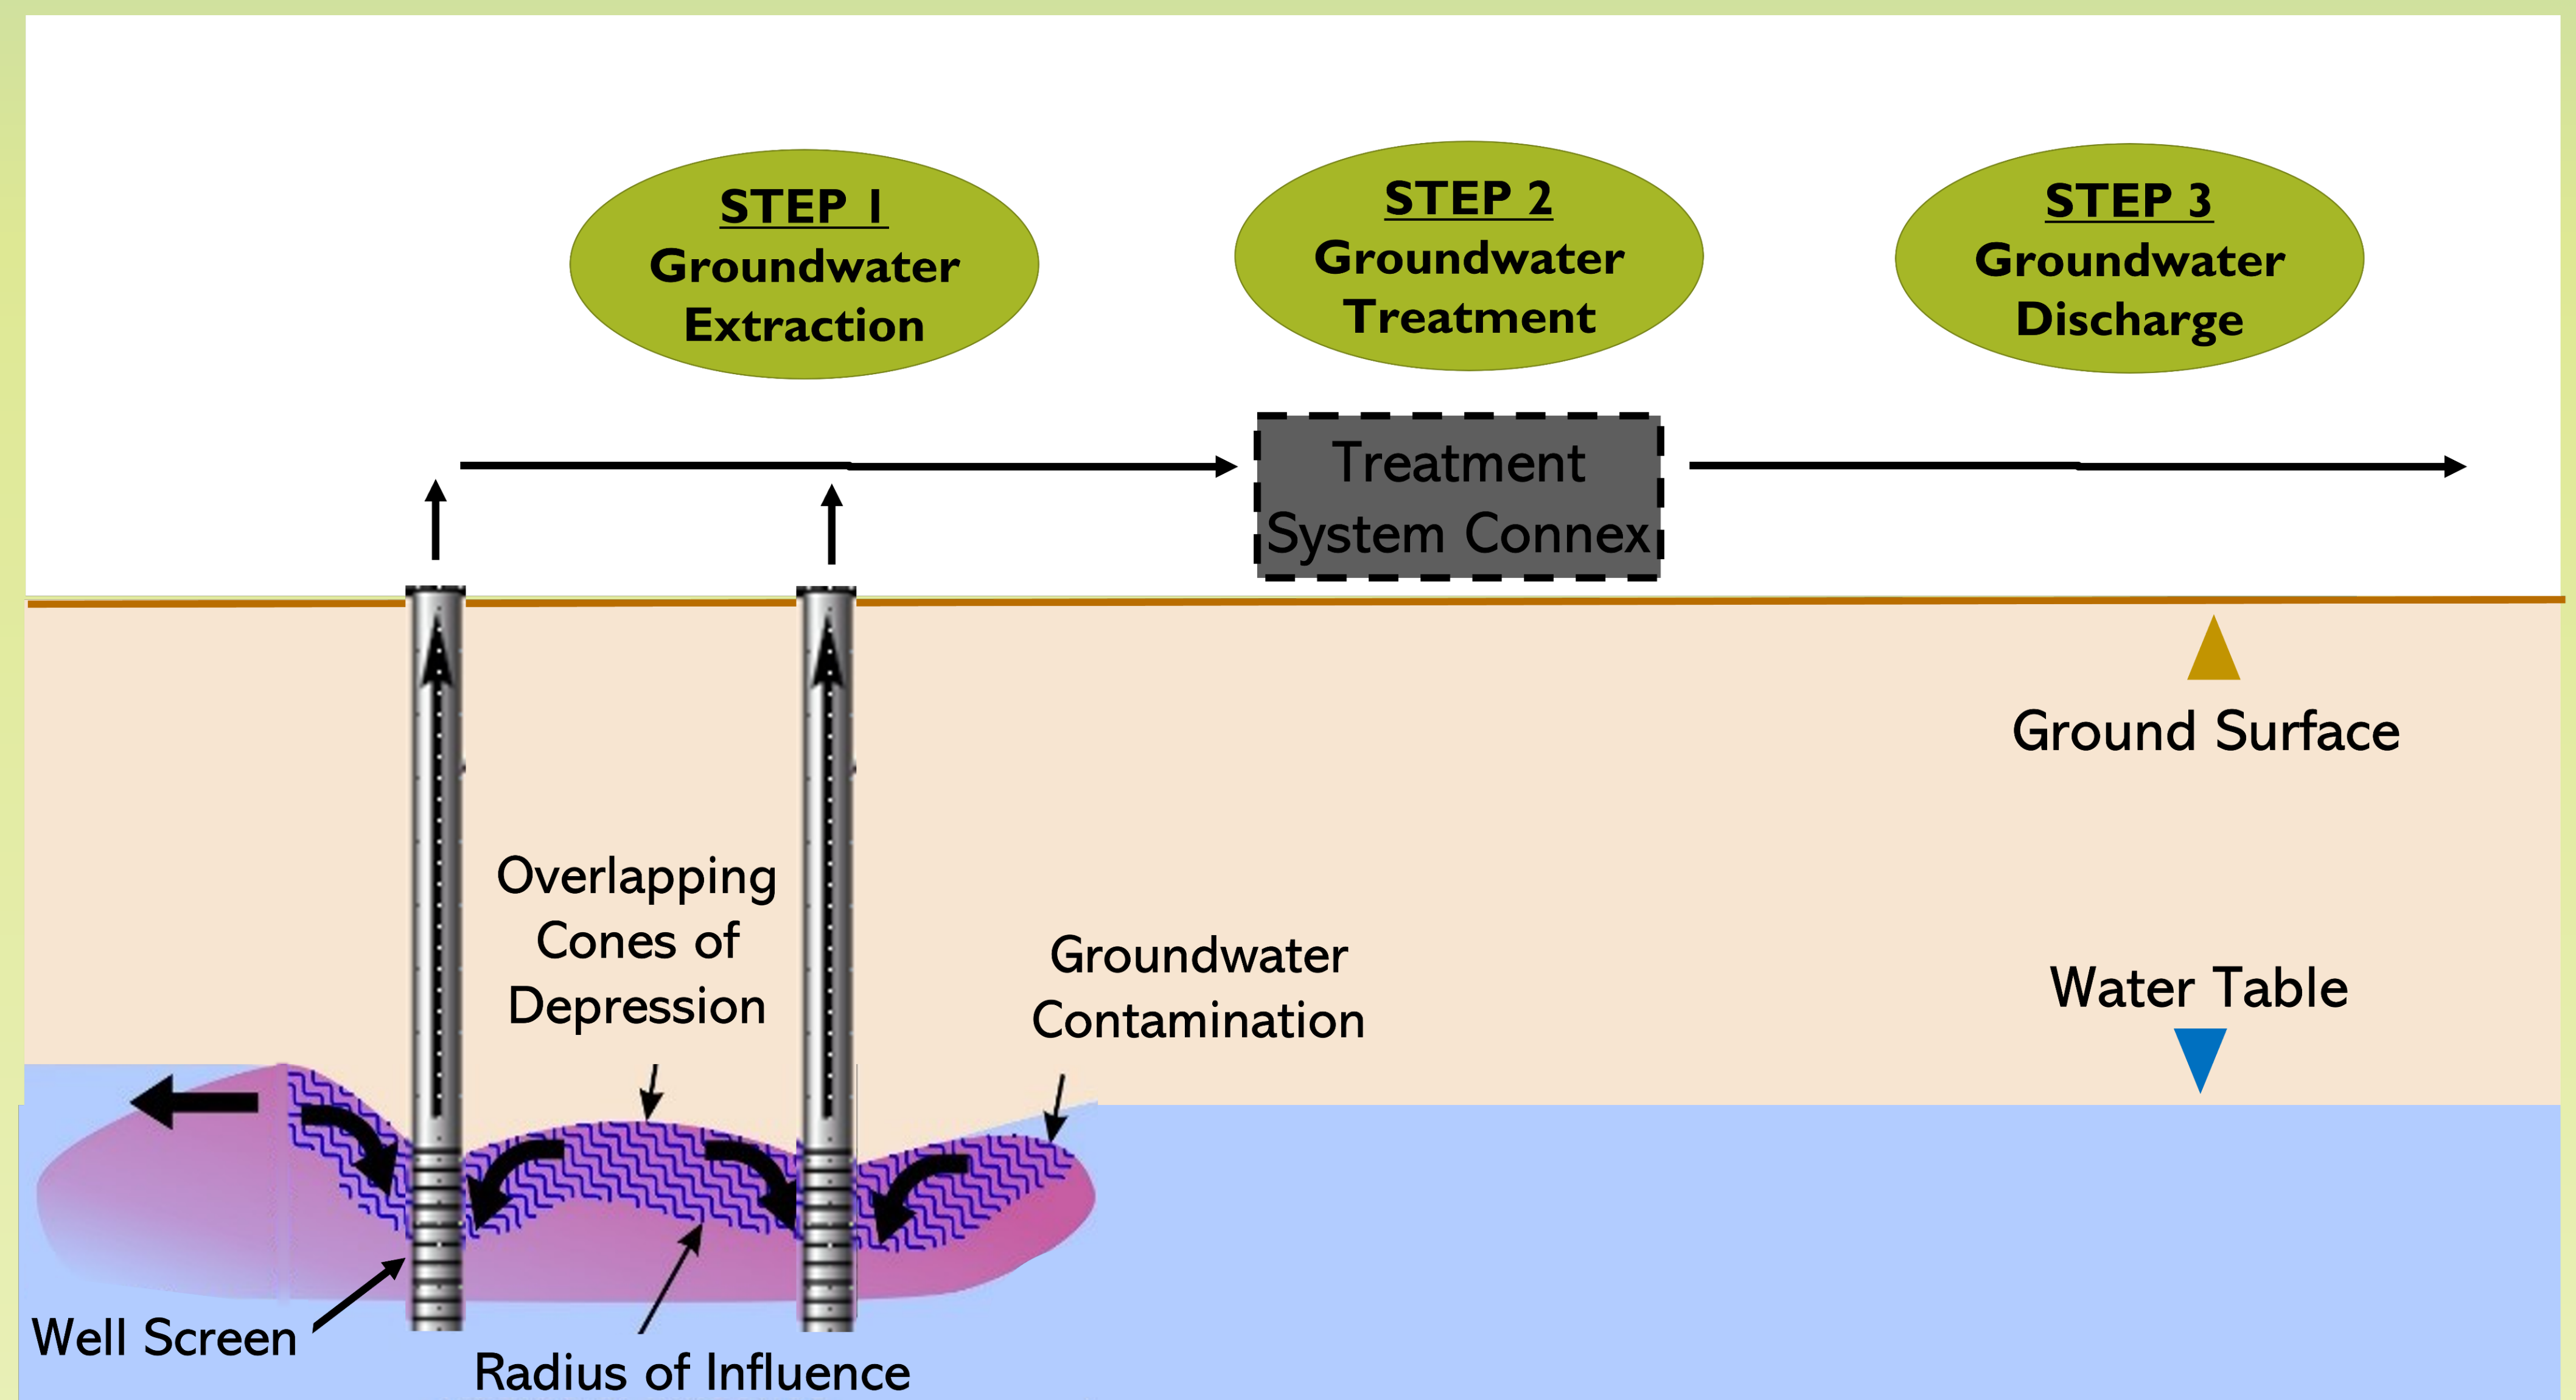 STEP 1
Groundwater
Extraction
STEP 2
Groundwater
Treatment
STEP 3
Groundwater
Discharge
Treatment
System Connex
Ground Surface
Overlapping
Cones of
Depression
Groundwater
Contamination
Water Table
Well Screen
Radius of Influence